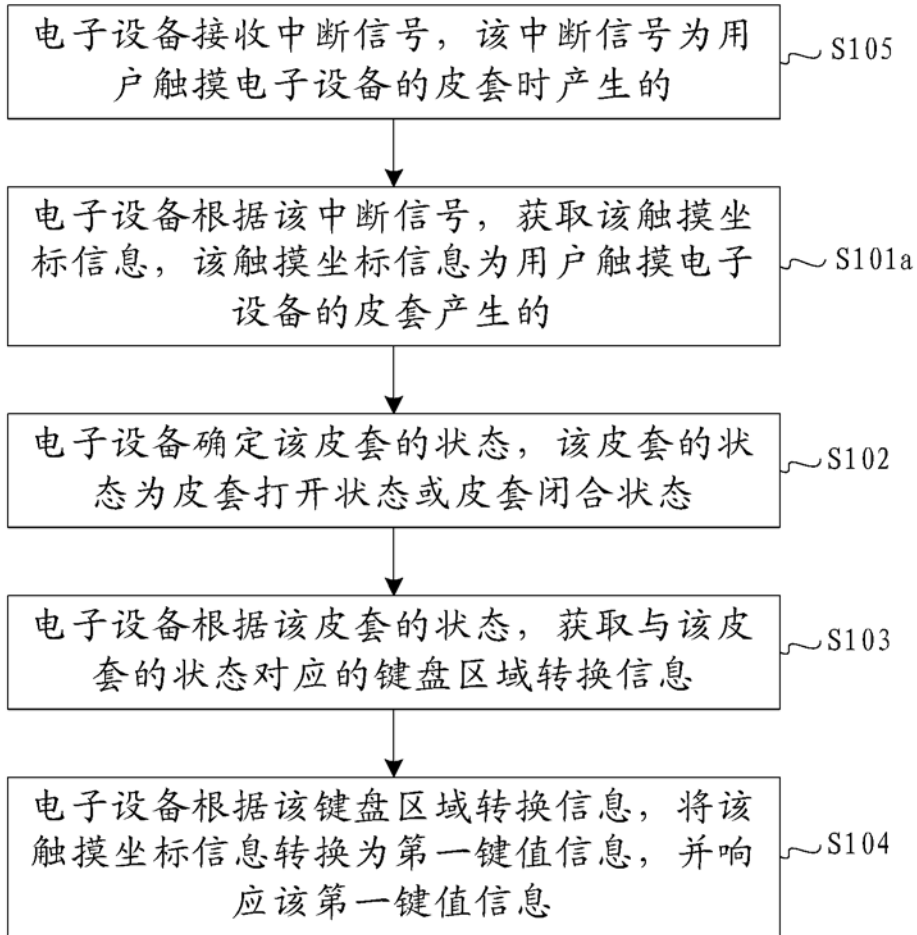 电子设备接收中断信号，该中断信号为用
户触摸电子设备的皮套时产生的
S105
电子设备根据该中断信号，获取该触摸坐
标信息，该触摸坐标信息为用户触摸电子
设备的皮套产生的
S101a
电子设备确定该皮套的状态，该皮套的状
态为皮套打开状态或皮套闭合状态
S102
电子设备根据该皮套的状态，获取与该皮
套的状态对应的键盘区域转换信息
S103
电子设备根据该键盘区域转换信息，将该
触摸坐标信息转换为第一键值信息，并响
应该第一键值信息
S104